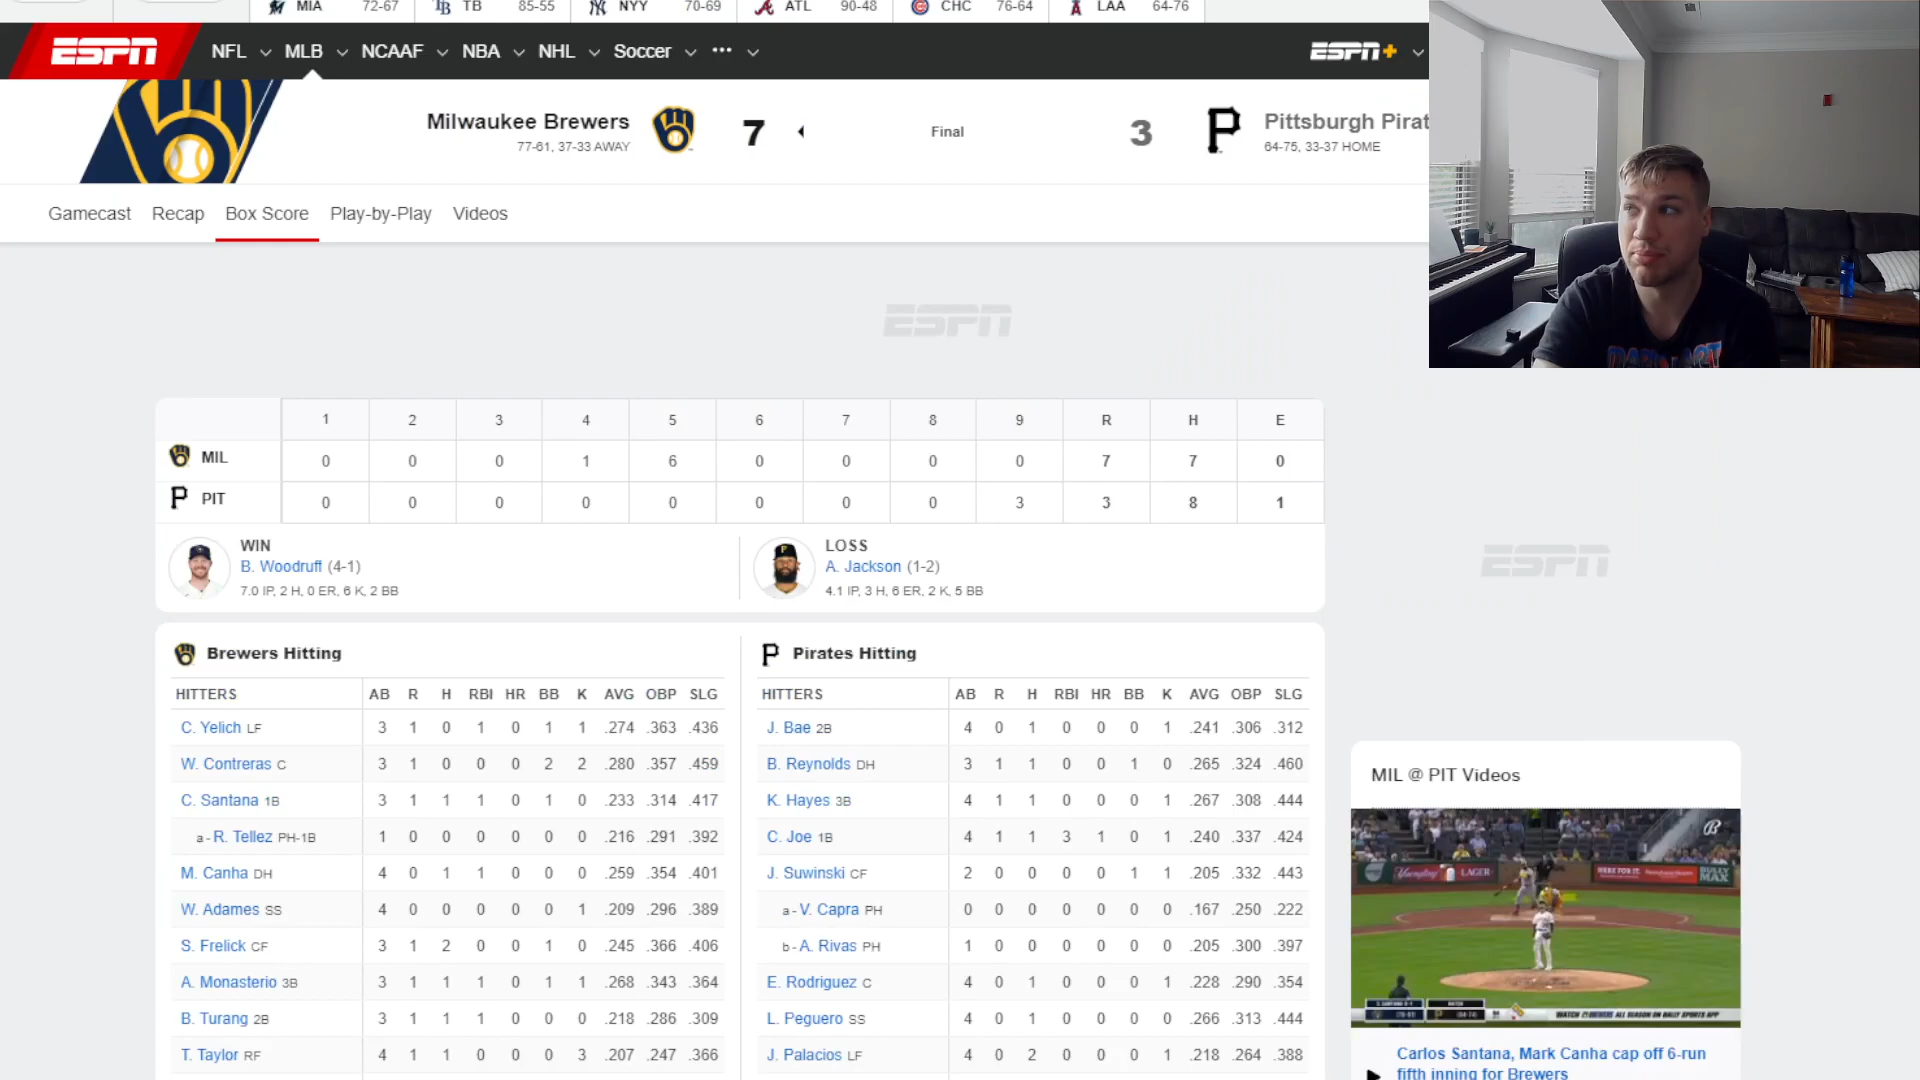 MIA 72-67 TB 85-55 NYY 70-69 ATL 90-48 CHC 76-64 LAA 64-76
ESPN NFL MLB NCAAF NBA NHL Soccer ••• ESPN+
Milwaukee Brewers 7 Final 3 Pittsburgh Pirat
77-61, 37-33 AWAY 64-75, 33-37 HOME
Gamecast Recap Box Score Play-by-Play Videos
ESPN
1 2 3 4 5 6 7 8 9 R H E
MIL 0 0 0 1 6 0 0 0 0 7 7 0
PIT 0 0 0 0 0 0 0 0 3 3 8 1
WIN
B. Woodruff (4-1)
7.0 IP, 2 H, 0 ER, 6 K, 2 BB
LOSS
A. Jackson (1-2)
4.1 IP, 3 H, 6 ER, 2 K, 5 BB
ESPN
Brewers Hitting
HITTERS AB R H RBI HR BB K AVG OBP SLG
C. Yelich LF 3 1 0 1 0 1 1 .274 .363 .436
W. Contreras C 3 1 0 0 0 2 2 .280 .357 .459
C. Santana 1B 3 1 1 1 0 1 0 .233 .314 .417
a - R. Tellez PH-1B 1 0 0 0 0 0 0 .216 .291 .392
M. Canha DH 4 0 1 1 0 0 0 .259 .354 .401
W. Adames SS 4 0 0 0 0 0 1 .209 .296 .389
S. Frelick CF 3 1 2 0 0 1 0 .245 .366 .406
A. Monasterio 3B 3 1 1 1 0 1 1 .268 .343 .364
B. Turang 2B 3 1 1 1 0 0 0 .218 .286 .309
T. Taylor RF 4 1 1 0 0 0 3 .207 .247 .366
Pirates Hitting
HITTERS AB R H RBI HR BB K AVG OBP SLG
J. Bae 2B 4 0 1 0 0 0 1 .241 .306 .312
B. Reynolds DH 3 1 1 0 0 1 0 .265 .324 .460
K. Hayes 3B 4 1 1 0 0 0 1 .267 .308 .444
C. Joe 1B 4 1 1 3 1 0 1 .240 .337 .424
J. Suwinski CF 2 0 0 0 0 1 1 .205 .332 .443
a - V. Capra PH 0 0 0 0 0 0 0 .167 .250 .222
b - A. Rivas PH 1 0 0 0 0 0 0 .205 .300 .397
E. Rodriguez C 4 0 1 0 0 0 1 .228 .290 .354
L. Peguero SS 4 0 1 0 0 0 0 .266 .313 .444
J. Palacios LF 4 0 2 0 0 0 1 .218 .264 .388
MIL @ PIT Videos
Yuengling LAGER
BULLY MAX
Carlos Santana, Mark Canha cap off 6-run
fifth inning for Brewers